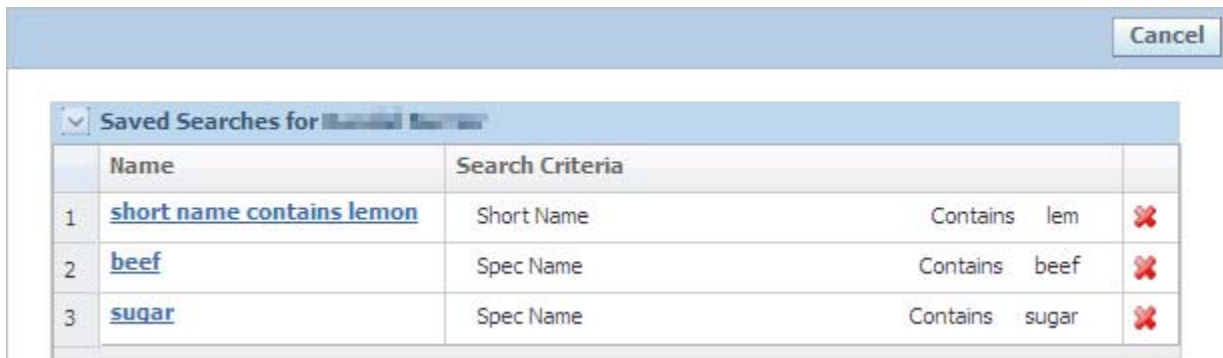 Cancel
Saved Searches for
Name Search Criteria
1 short name contains lemon Short Name Contains lem
2 beef Spec Name Contains beef
3 sugar Spec Name Contains sugar